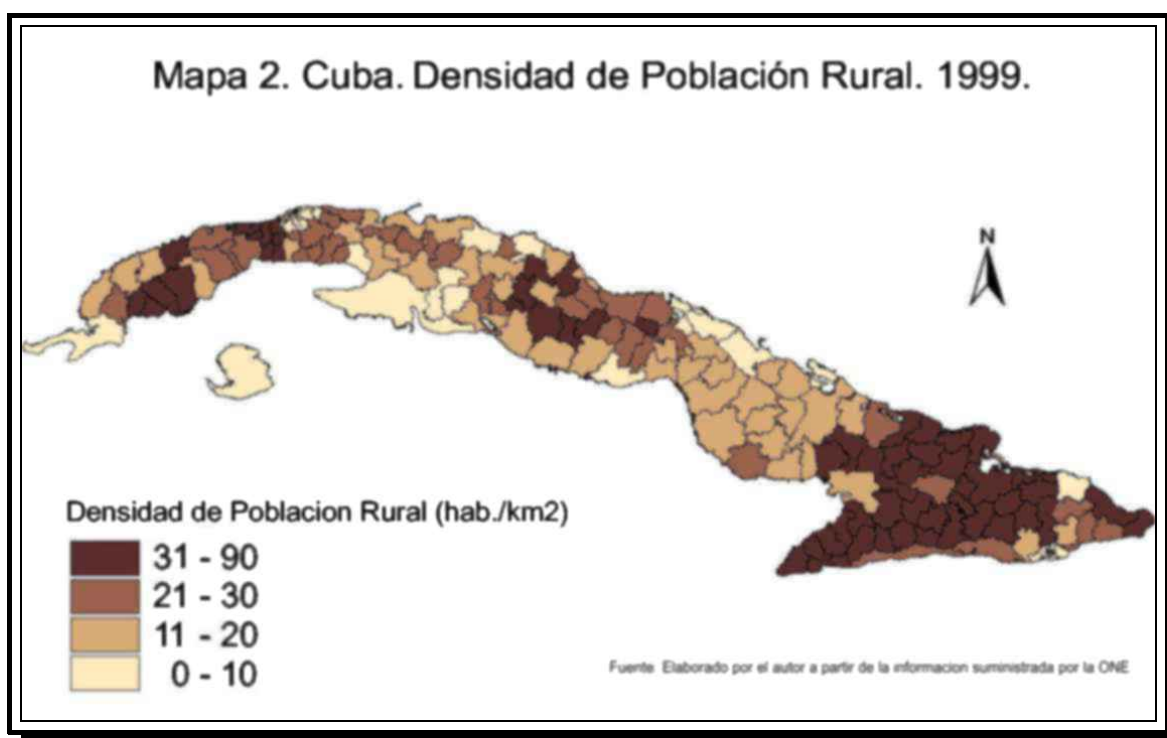 Mapa 2. Cuba. Densidad de Población Rural. 1999.
N
Densidad de Poblacion Rural (hab./km2)
31 - 90
21 - 30
11 - 20
0 - 10
Fuente Elaborado por el autor a partir de la informacion suministrada por la ONE